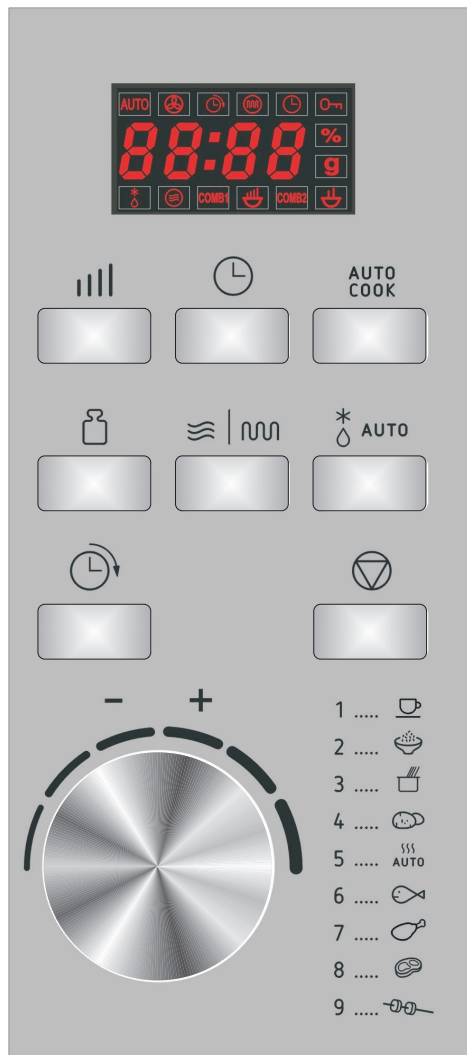 AUTO
88:88 %
g
COMB1 COMB2
AUTO
COOK
AUTO
- +
1 .....
2 .....
3 .....
4 .....
5 ..... AUTO
6 .....
7 .....
8 .....
9 .....